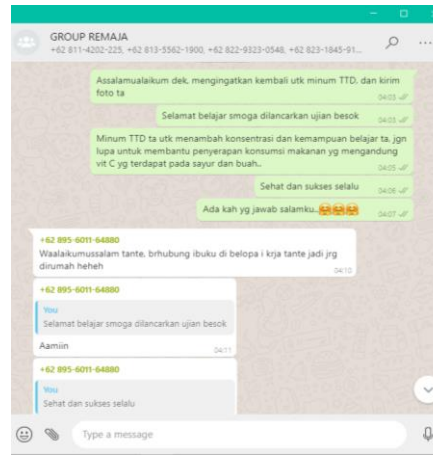 GROUP REMAJA
+62 811-4202-225, +62 813-5562-1900, +62 822-9323-0548, +62 823-1845-91...
Assalamualaikum dek, mengingatkan kembali utk minum TTD, dan kirim
foto ta
04:03
Selamat belajar smoga dilancarkan ujian besok
04:03
Minum TTD ta utk menambah konsentrasi dan kemampuan belajar ta, jgn
lupa untuk membantu penyerapan konsumsi makanan yg mengandung
vit C yg terdapat pada sayur dan buah..
04:05
Sehat dan sukses selalu
04:06
Ada kah yg jawab salamku..😄😄😄
04:07
+62 895-6011-64880
Waalaikumussalam tante, brhubung ibuku di belopa i krja tante jadi jrg
dirumah heheh
04:10
+62 895-6011-64880
You
Selamat belajar smoga dilancarkan ujian besok
Aamiin
04:11
+62 895-6011-64880
You
Sehat dan sukses selalu
Type a message